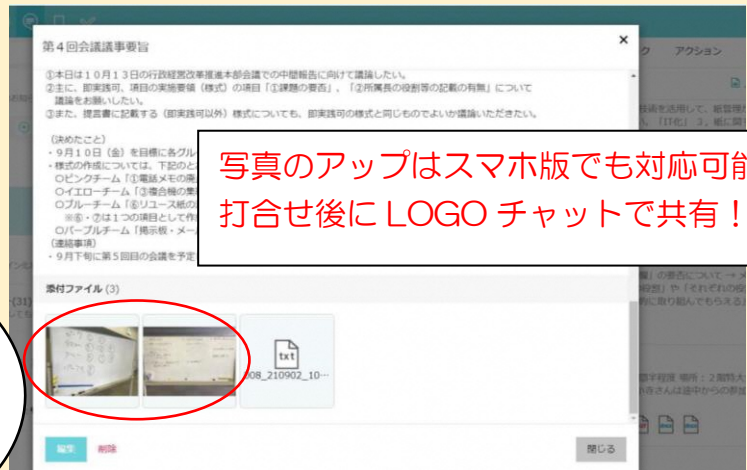 第４回会議議事要旨
×
ク アクション
①本日は１０月１３日の行政経営改革推進本部会議での中間報告に向けて議論したい。
②主に、即実践可、項目の実施要領（様式）の項目「①課題の要否」、「②所属長の役割等の記載の有無」について
議論をお願いしたい。
③また、提言書に記載する（即実践可以外）様式についても、即実践可の様式と同じものでよいか議論いただきたい。
（決めたこと）
・９月１０日（金）を目標に各グル
・様式の作成については、下記のと
○ピンクチーム「①電話メモの廃
○イエローチーム「③複合機の集
○ブルーチーム「⑥リユース紙の
※⑥・⑦は１つの項目として作
○パープルチーム「掲示板・メー
（連絡事項）
・９月下旬に第５回目の会議を予定
写真のアップはスマホ版でも対応可能
打合せ後に LOGO チャットで共有！
添付ファイル (3)
txt
008_210902_10…
編集 削除
閉じる